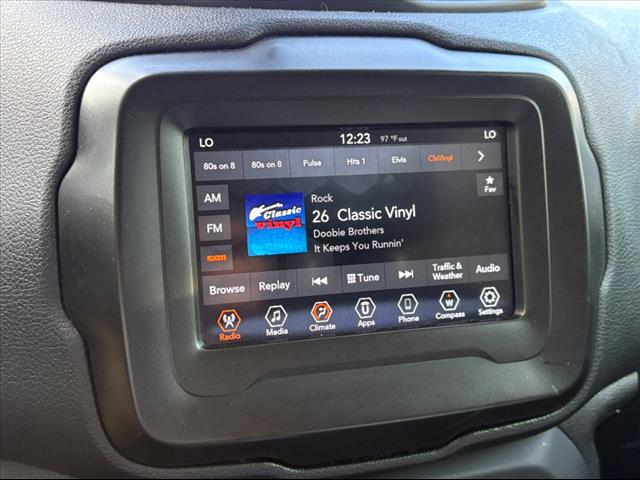 LO 12:23 97 °F out LO
80s on 8 80s on 8 Pulse Hits 1 Elvis ClsVinyl
Fav
AM
FM
sxm
Classic
vinyl
Rock
26 Classic Vinyl
Doobie Brothers
It Keeps You Runnin'
Browse Replay Tune Traffic & Weather Audio
Radio Media Climate Apps Phone Compass Settings
W